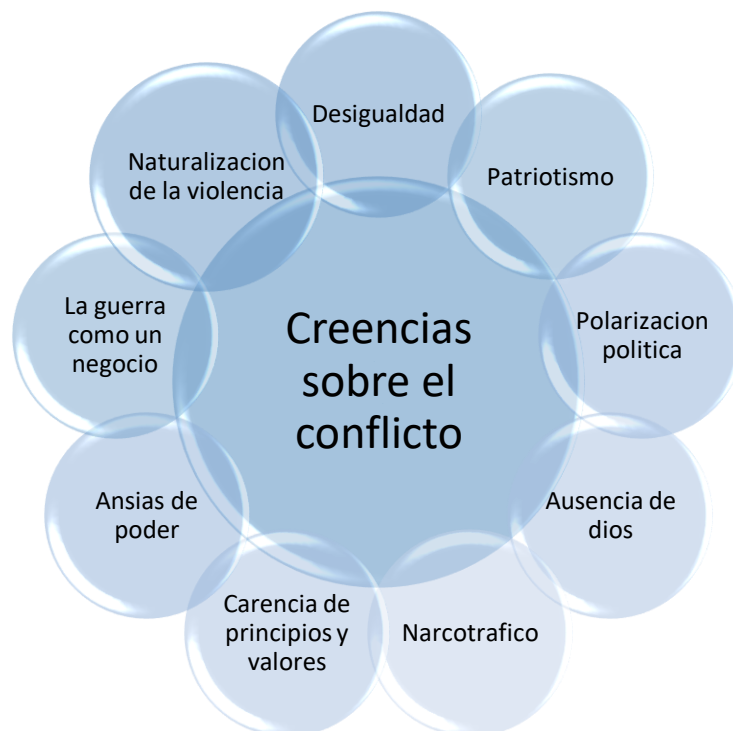 Desigualdad
Patriotismo
Polarizacion
politica
Ausencia de
dios
Narcotrafico
Carencia de
principios y
valores
Ansias de
poder
La guerra
como un
negocio
Naturalizacion
de la violencia
Creencias
sobre el
conflicto